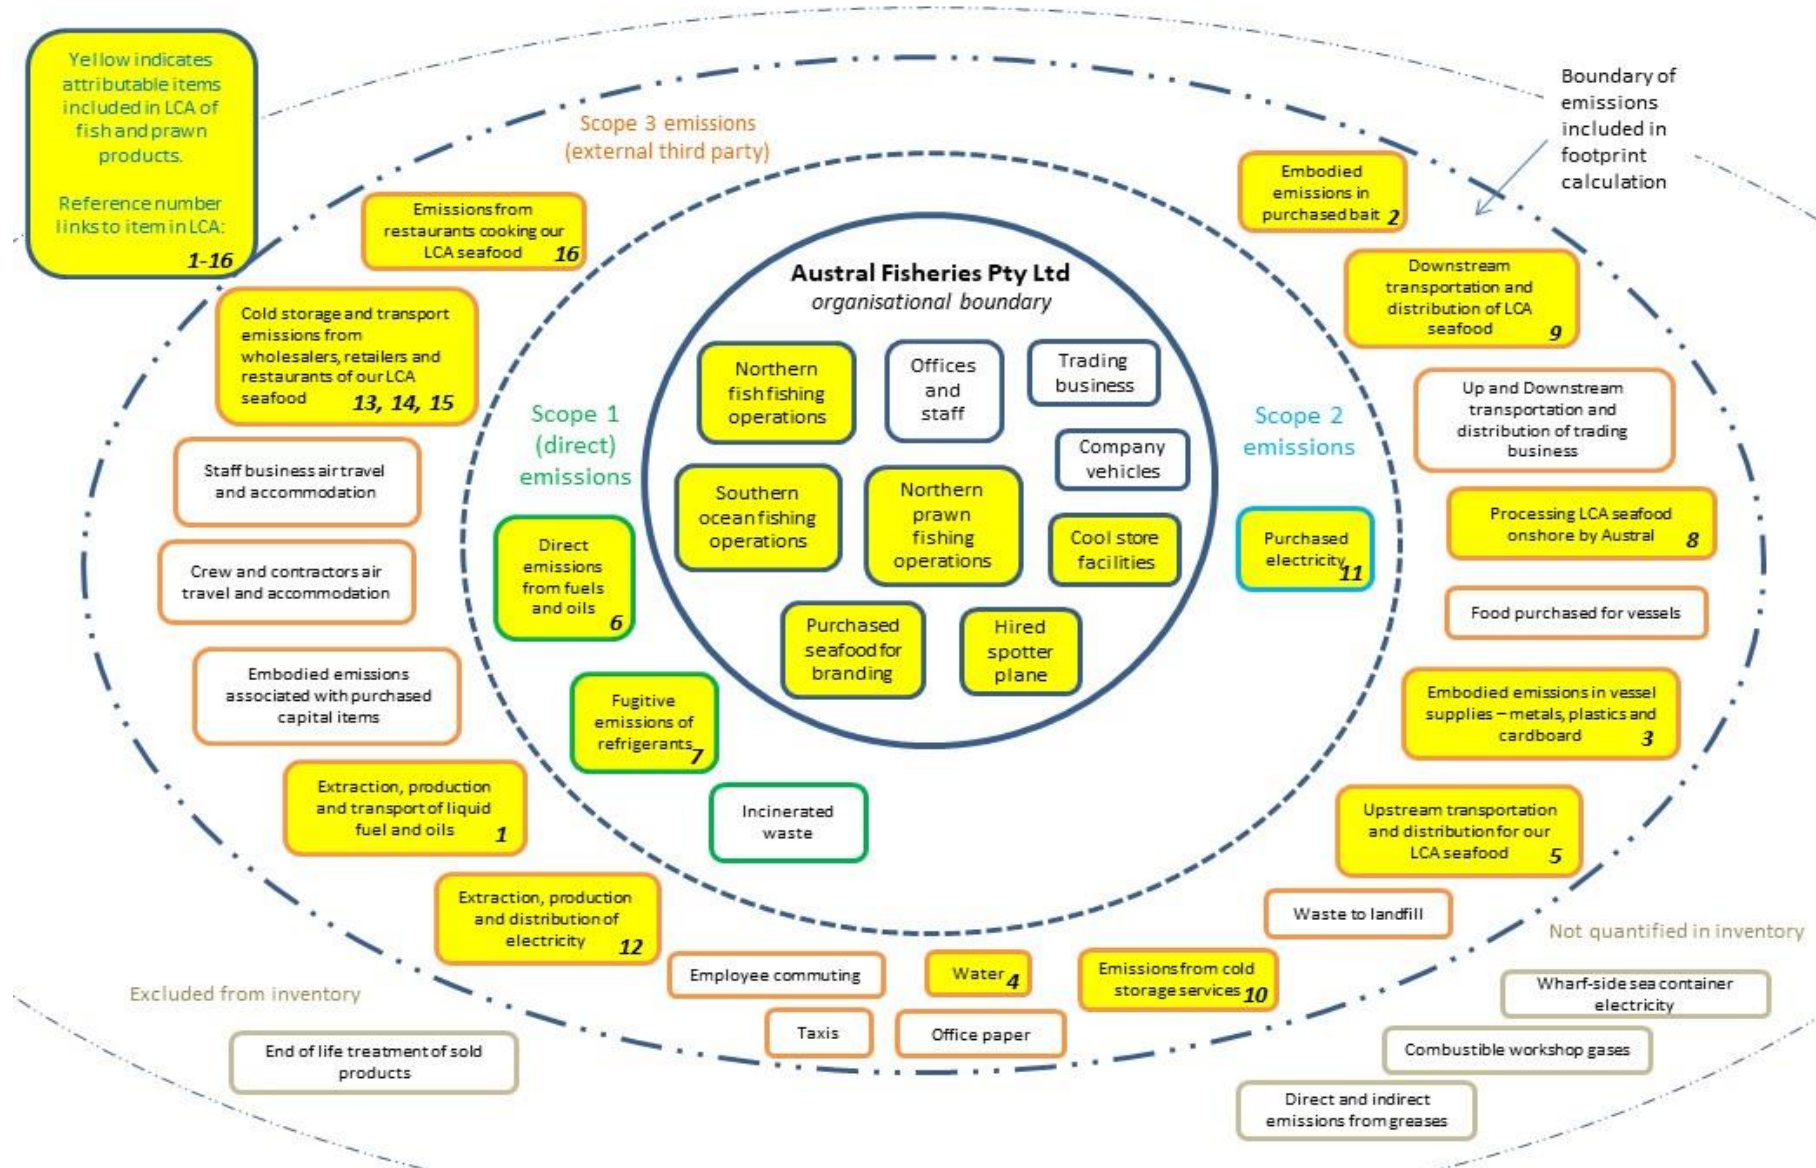 Yellow indicates
attributable items
included in LCA of
fish and prawn
products.
Reference number
links to item in LCA:
1-16
Scope 3 emissions
(external third party)
Boundary of
emissions
included in
footprint
calculation
Emissions from
restaurants cooking our
LCA seafood 16
Embodied
emissions in
purchased bait 2
Cold storage and transport
emissions from
wholesalers, retailers and
restaurants of our LCA
seafood 13, 14, 15
Downstream
transportation and
distribution of LCA
seafood 9
Austral Fisheries Pty Ltd
organisational boundary
Northern
fish fishing
operations
Offices
and
staff
Trading
business
Company
vehicles
Southern
ocean fishing
operations
Northern
prawn
fishing
operations
Cool store
facilities
Purchased
seafood for
branding
Hired
spotter
plane
Scope 1
(direct)
emissions
Scope 2
emissions
Up and Downstream
transportation and
distribution of trading
business
Staff business air travel
and accommodation
Direct
emissions
from fuels
and oils 6
Purchased
electricity 11
Processing LCA seafood
onshore by Austral 8
Crew and contractors air
travel and accommodation
Food purchased for vessels
Embodied emissions
associated with purchased
capital items
Fugitive
emissions of
refrigerants 7
Embodied emissions in vessel
supplies – metals, plastics and
cardboard 3
Extraction, production
and transport of liquid
fuel and oils 1
Incinerated
waste
Upstream transportation
and distribution for our
LCA seafood 5
Extraction, production
and distribution of
electricity 12
Waste to landfill
Employee commuting
Water 4
Emissions from cold
storage services 10
Taxis
Office paper
Excluded from inventory
End of life treatment of sold
products
Not quantified in inventory
Wharf-side sea container
electricity
Combustible workshop gases
Direct and indirect
emissions from greases